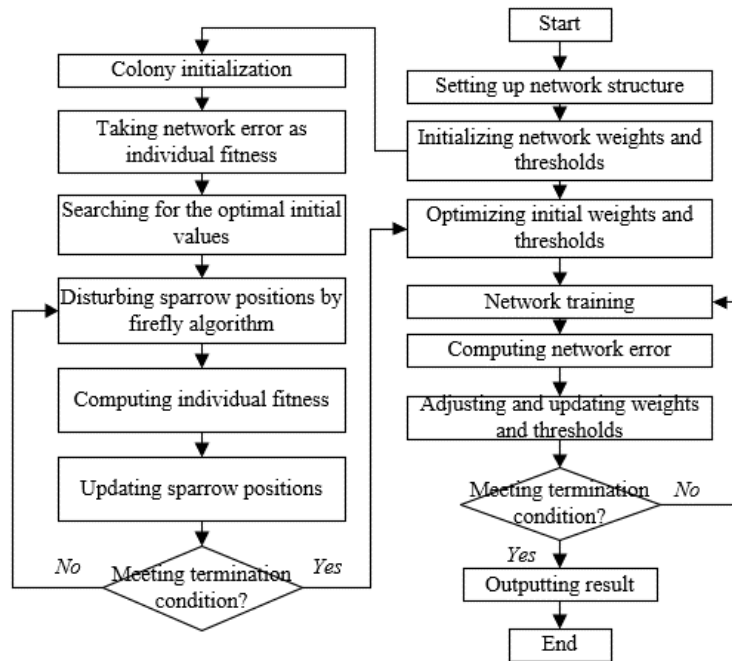 Start
Setting up network structure
Initializing network weights and
thresholds
Colony initialization
Taking network error as
individual fitness
Searching for the optimal initial
values
Disturbing sparrow positions by
firefly algorithm
Computing individual fitness
Updating sparrow positions
No
Meeting termination
condition?
Yes
Optimizing initial weights and
thresholds
Network training
Computing network error
Adjusting and updating weights
and thresholds
Meeting termination
condition?
No
Yes
Outputting result
End